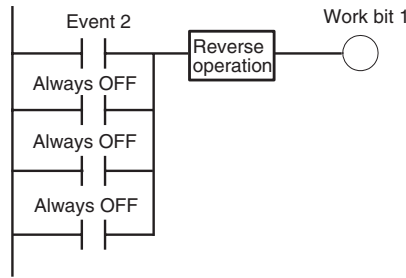 Work bit 1
Event 2
Reverse
operation
Always OFF
Always OFF
Always OFF